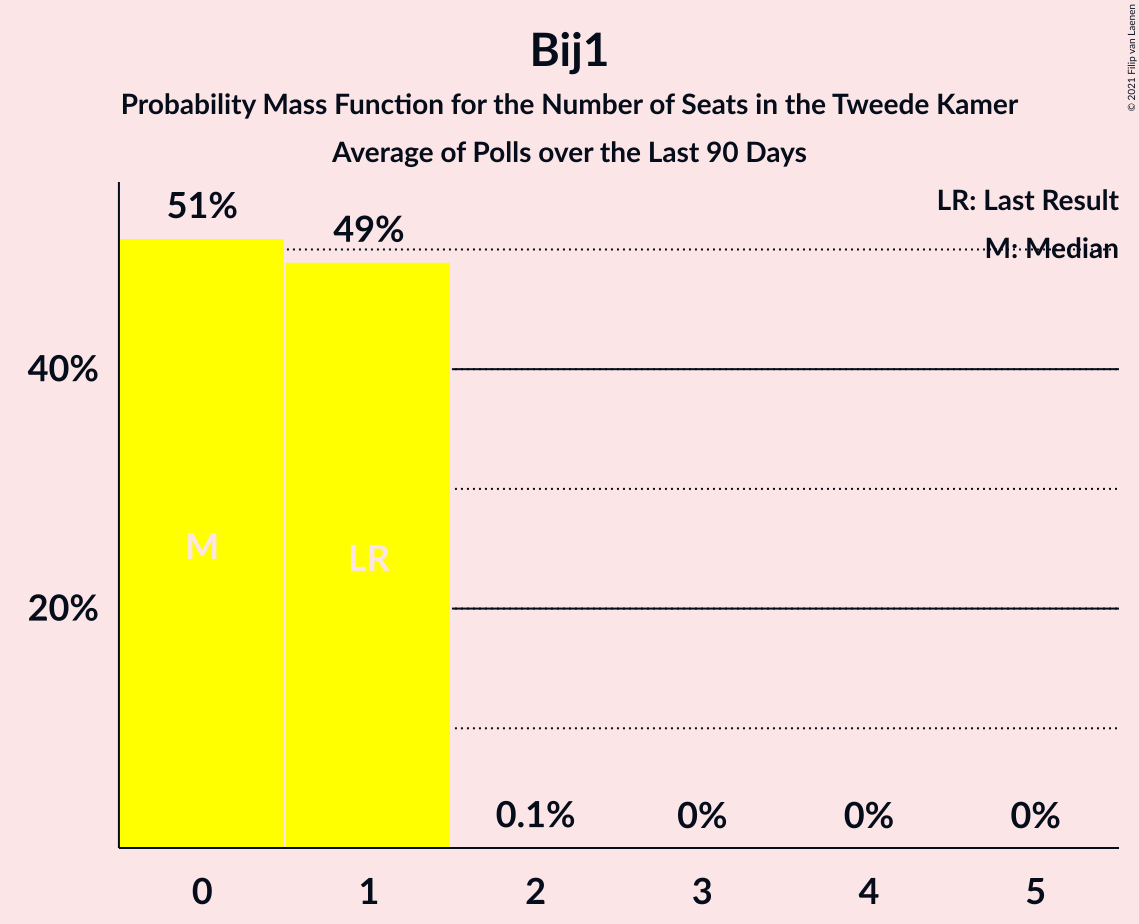 Bij1
Probability Mass Function for the Number of Seats in the Tweede Kamer
Average of Polls over the Last 90 Days
© 2021 Filip van Laenen
LR: Last Result
M: Median
51%
49%
40%
20%
M
LR
0.1%
0%
0%
0%
0
1
2
3
4
5